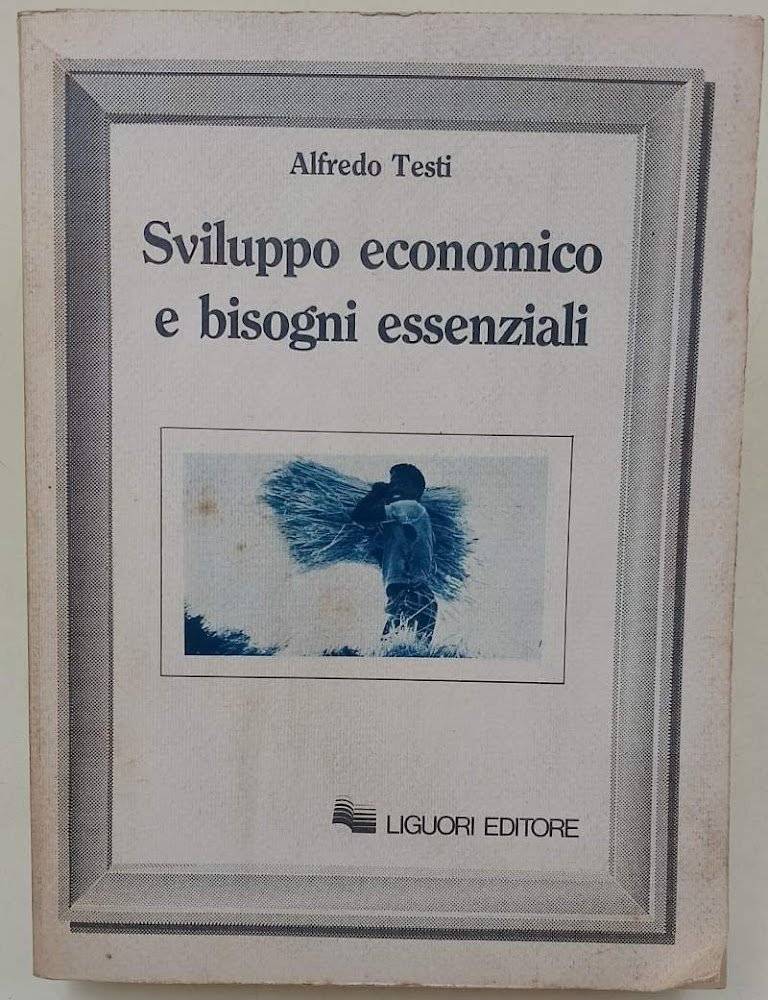 Alfredo Testi
Sviluppo economico
e bisogni essenziali
LIGUORI EDITORE